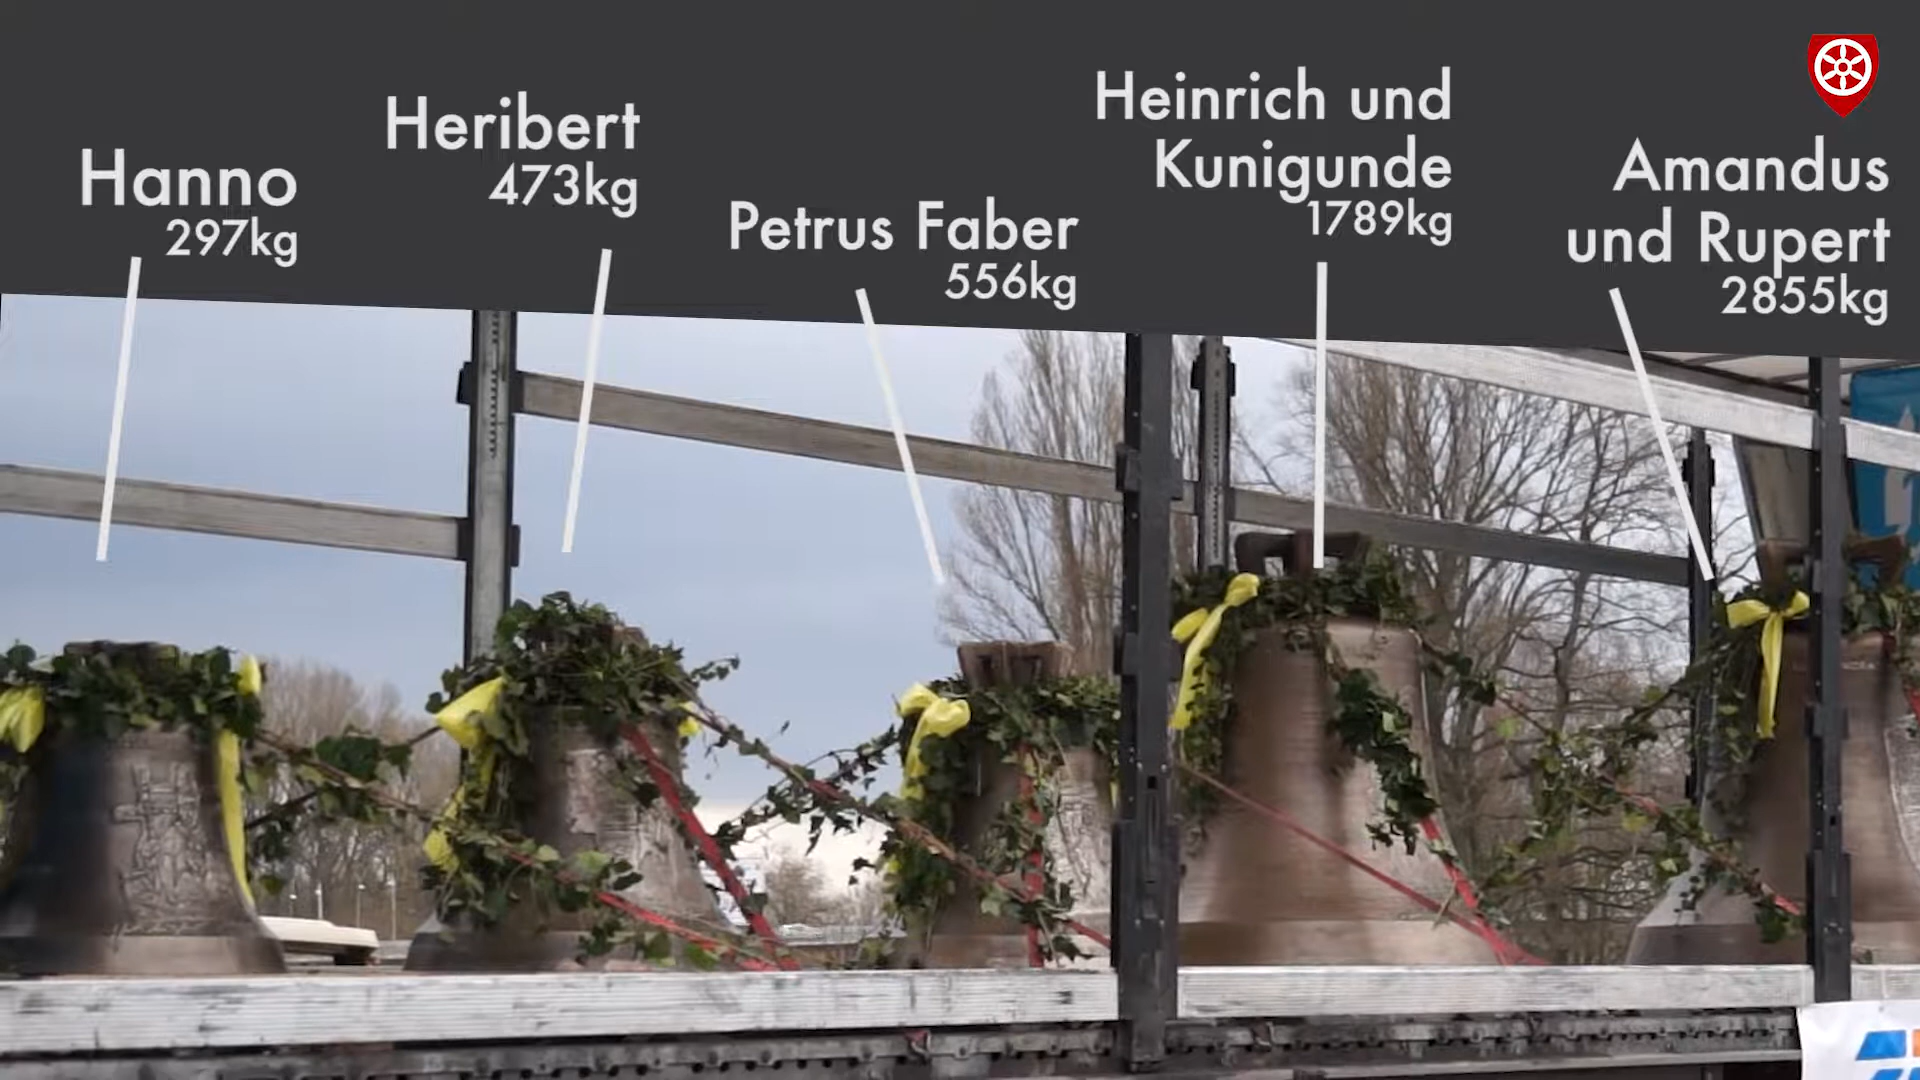 Hanno
297kg
Heribert
473kg
Petrus Faber
556kg
Heinrich und
Kunigunde
1789kg
Amandus
und Rupert
2855kg